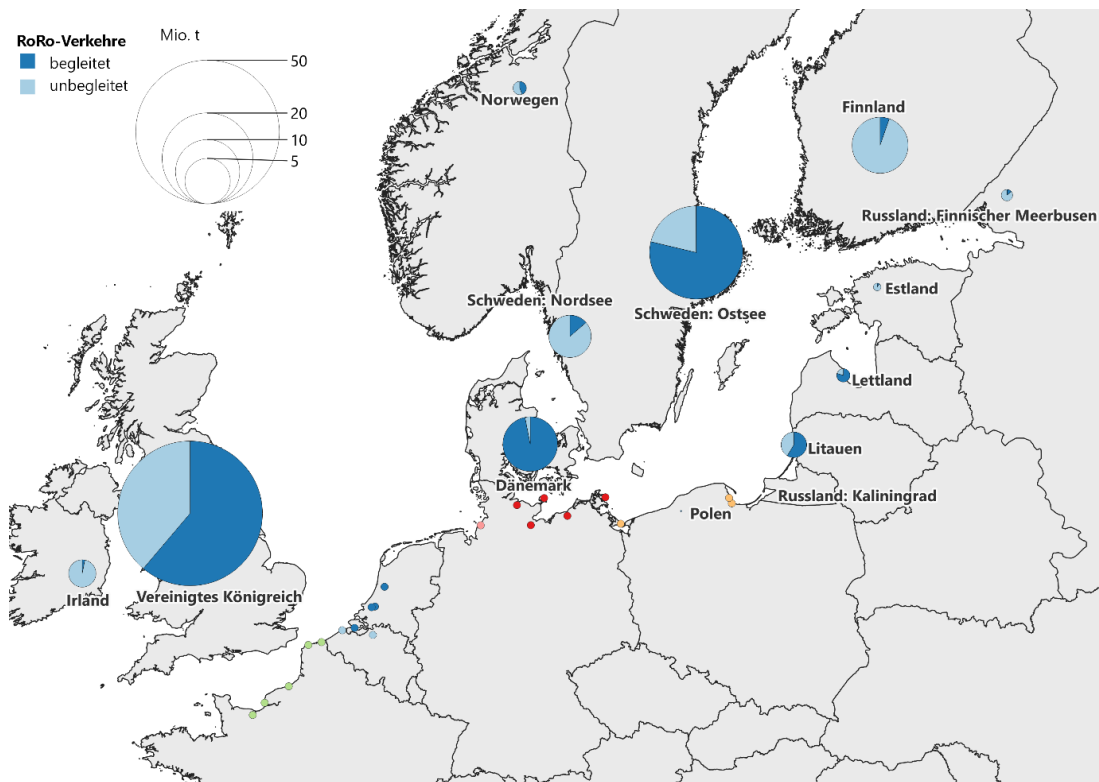 RoRo-Verkehre
begleitet
unbegleitet
Mio. t
50
20
10
5
Norwegen
Finnland
Russland: Finnischer Meerbusen
Schweden: Nordsee
Schweden: Ostsee
Estland
Lettland
Litauen
Dänemark
Russland: Kaliningrad
Polen
Irland
Vereinigtes Königreich